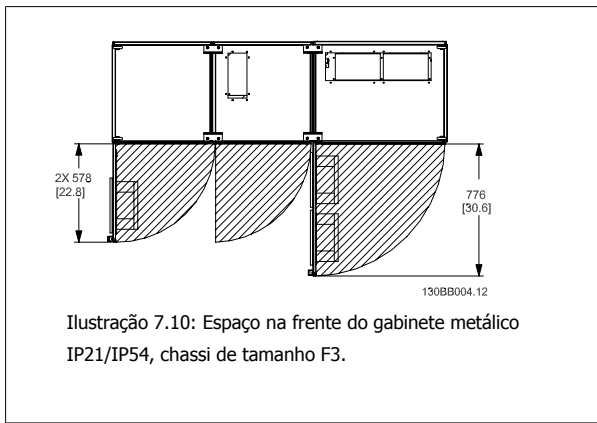 2X 578
[22.8]
776
[30.6]
130BB004.12
Ilustração 7.10: Espaço na frente do gabinete metálico
IP21/IP54, chassi de tamanho F3.